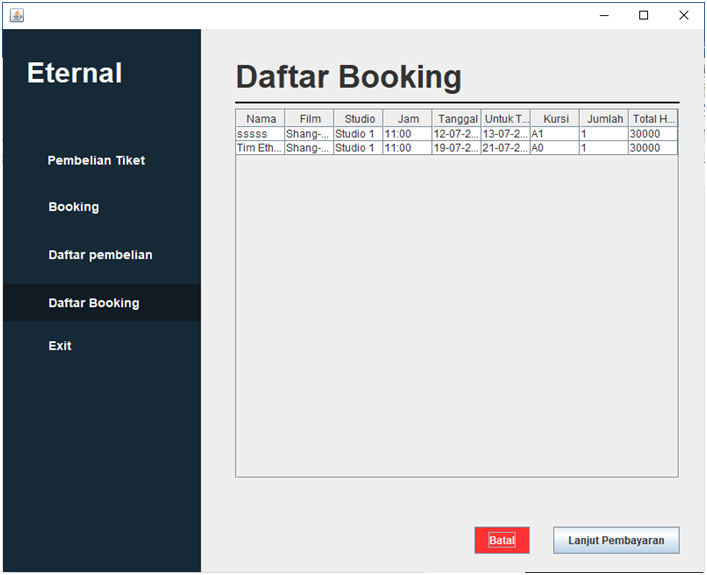 Eternal
Pembelian Tiket
Booking
Daftar pembelian
Daftar Booking
Exit
Daftar Booking
Nama Film Studio Jam Tanggal Untuk T... Kursi Jumlah Total H...
sssss Shang-... Studio 1 11:00 12-07-2... 13-07-2... A1 1 30000
Tim Eth... Shang-... Studio 1 11:00 19-07-2... 21-07-2... A0 1 30000
Batal Lanjut Pembayaran